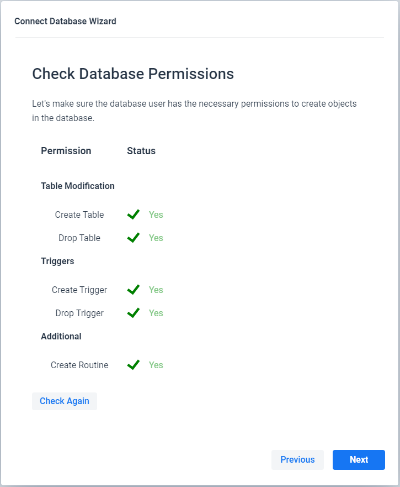 Connect Database Wizard
Check Database Permissions
Let's make sure the database user has the necessary permissions to create objects
in the database.
Permission Status
Table Modification
Create Table Yes
Drop Table Yes
Triggers
Create Trigger Yes
Drop Trigger Yes
Additional
Create Routine Yes
Check Again
Previous Next